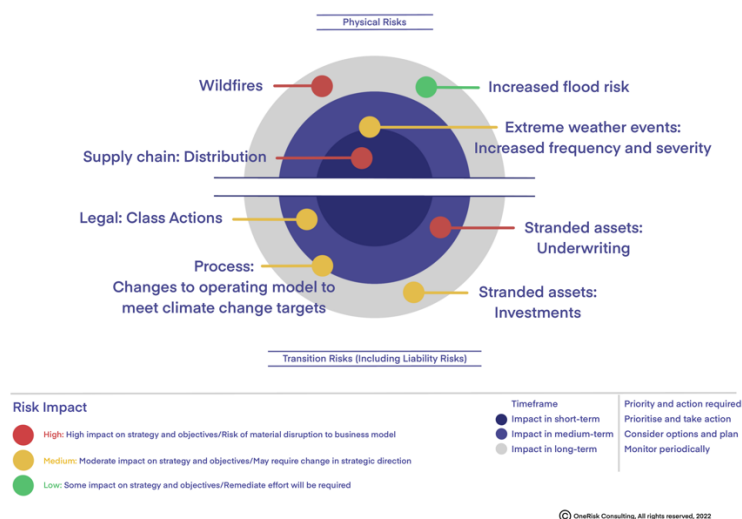 Physical Risks
Wildfires
Increased flood risk
Extreme weather events:
Increased frequency and severity
Supply chain: Distribution
Legal: Class Actions
Stranded assets:
Underwriting
Process:
Changes to operating model to
meet climate change targets
Stranded assets:
Investments
Transition Risks (Including Liability Risks)
Risk Impact
High: High impact on strategy and objectives/Risk of material disruption to business model
Medium: Moderate impact on strategy and objectives/May require change in strategic direction
Low: Some impact on strategy and objectives/Remediate effort will be required
Timeframe Priority and action required
Impact in short-term Prioritise and take action
Impact in medium-term Consider options and plan
Impact in long-term Monitor periodically
© OneRisk Consulting, All rights reserved, 2022